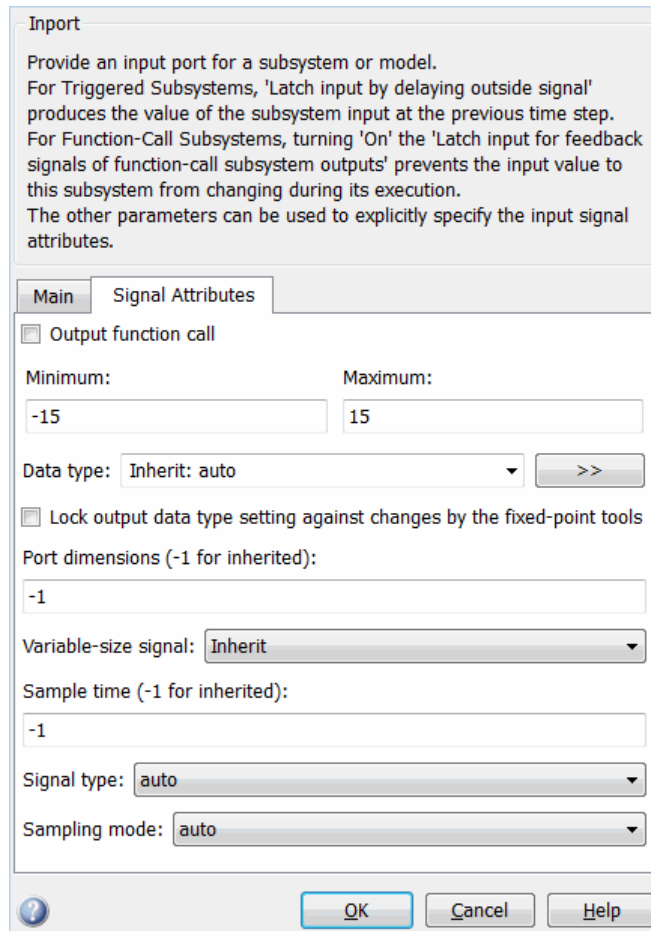 Inport
Provide an input port for a subsystem or model.
For Triggered Subsystems, 'Latch input by delaying outside signal'
produces the value of the subsystem input at the previous time step.
For Function-Call Subsystems, turning 'On' the 'Latch input for feedback
signals of function-call subsystem outputs' prevents the input value to
this subsystem from changing during its execution.
The other parameters can be used to explicitly specify the input signal
attributes.
Main Signal Attributes
Output function call
Minimum: Maximum:
-15 15
Data type: Inherit: auto >>
Lock output data type setting against changes by the fixed-point tools
Port dimensions (-1 for inherited):
-1
Variable-size signal: Inherit
Sample time (-1 for inherited):
-1
Signal type: auto
Sampling mode: auto
? OK Cancel Help